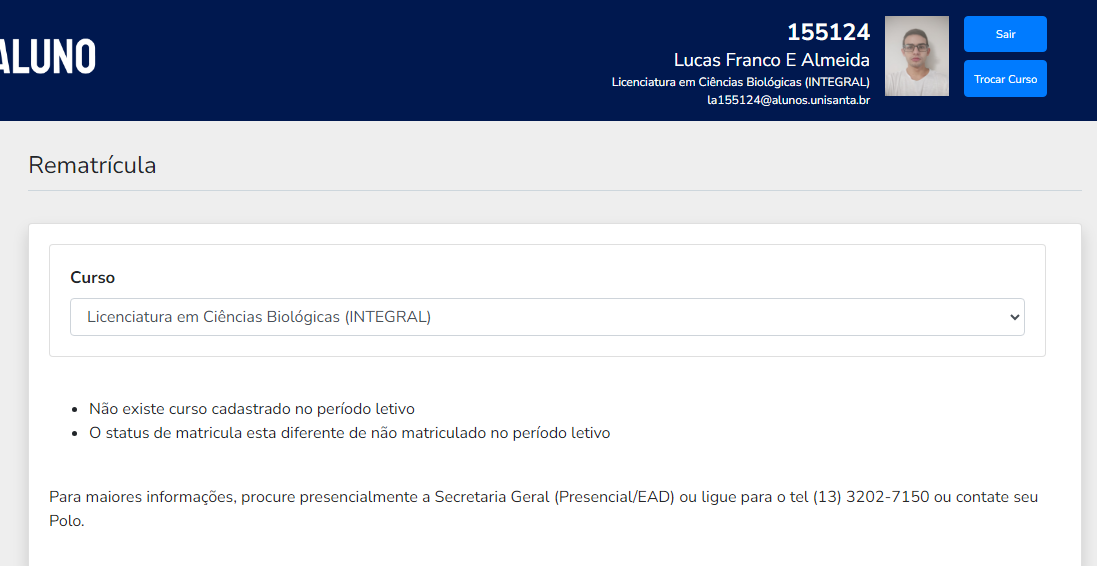 ALUNO
155124
Lucas Franco E Almeida
Licenciatura em Ciências Biológicas (INTEGRAL)
la155124@alunos.unisanta.br
Sair
Trocar Curso
Rematrícula
Curso
Licenciatura em Ciências Biológicas (INTEGRAL)
Não existe curso cadastrado no período letivo
O status de matricula esta diferente de não matriculado no período letivo
Para maiores informações, procure presencialmente a Secretaria Geral (Presencial/EAD) ou ligue para o tel (13) 3202-7150 ou contate seu
Polo.